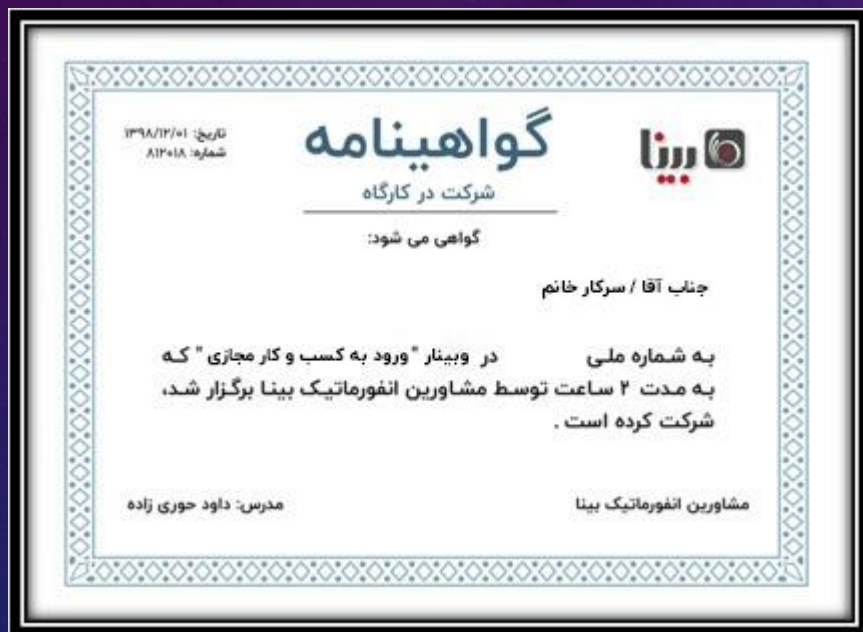 گواهینامه
شرکت در کارگاه
بینا
تاریخ: ۱۳۹۸/۱۲/۰۱
شماره: ۸۱۲۰۱۸
گواهی می شود:
جناب آقا / سرکار خانم
به شماره ملی در وبینار " ورود به کسب و کار مجازی " که
به مدت ۲ ساعت توسط مشاورین انفورماتیک بینا برگزار شد،
شرکت کرده است .
مشاورین انفورماتیک بینا
مدرس: داود حوری زاده